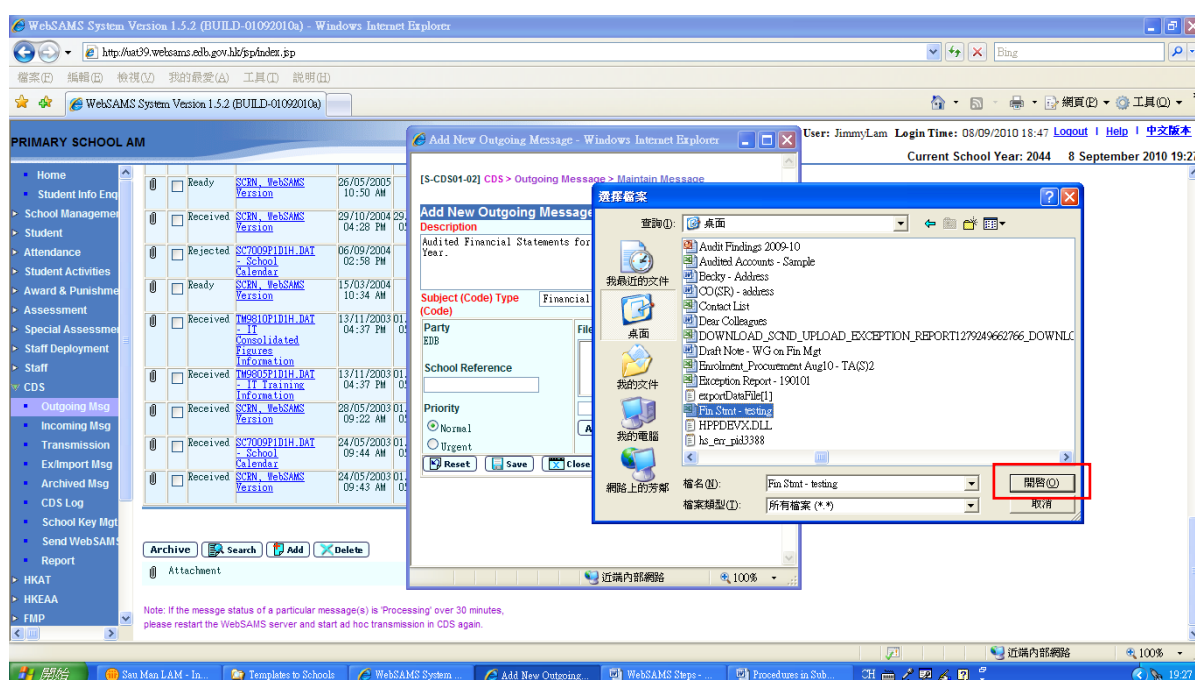 WebSAMS System Version 1.5.2 (BUILD-01092010a) - Windows Internet Explorer
http://uat39.websams.edb.gov.hk/jsp/index.jsp
Bing
檔案(F) 編輯(E) 檢視(V) 我的最愛(A) 工具(T) 說明(H)
WebSAMS System Version 1.5.2 (BUILD-01092010a)
網頁(P) 工具(O)
PRIMARY SCHOOL AM
User: JimmyLam Login Time: 08/09/2010 18:47 Logout | Help | 中文版本
Current School Year: 2044 8 September 2010 19:27
Home
Student Info Enq
School Managemen
Student
Attendance
Student Activities
Award & Punishme
Assessment
Special Assessmen
Staff Deployment
Staff
CDS
Outgoing Msg
Incoming Msg
Transmission
Ex/Import Msg
Archived Msg
CDS Log
School Key Mgt
Send WebSAMS
Report
HKAT
HKEAA
FMP
Ready SCRN, WebSAMS 26/05/2005
Version 10:50 AM
Received SCRN, WebSAMS 29/10/2004 29.
Version 04:28 PM 05
Rejected SC7009P1D1H.DAT 06/09/2004
- School 02:58 PM
Calendar
Ready SCRN, WebSAMS 15/03/2004
Version 10:34 AM
Received TM9810P1D1H.DAT 13/11/2003 01.
- IT 04:37 PM 05
Consolidated
Figures
Information
Received TM9805P1D1H.DAT 13/11/2003 01.
- IT Training 04:37 PM 05
Information
Received SCRN, WebSAMS 28/05/2003 01.
Version 09:22 AM 05
Received SC7009P1D1H.DAT 24/05/2003 01.
- School 09:44 AM 05
Calendar
Received SCRN, WebSAMS 24/05/2003 01.
Version 09:43 AM 05
Archive Search Add Delete
Attachment
Note: If the messge status of a particular message(s) is 'Processing' over 30 minutes,
please restart the WebSAMS server and start ad hoc transmission in CDS again.
Add New Outgoing Message - Windows Internet Explorer
[S-CDS01-02] CDS > Outgoing Message > Maintain Message
Add New Outgoing Message
Description
Audited Financial Statements for
Year.
Subject (Code) Type Financial
(Code)
Party File
EDB
School Reference
Priority
Normal A
Urgent
Reset Save Close
近端內部網路 100%
選擇檔案
查詢(I): 桌面
我最近的文件
桌面
我的文件
我的電腦
網路上的芳鄰
Audit Findings 2009-10
Audited Accounts - Sample
Becky - Address
CO(SR) - address
Contact List
Dear Colleagues
DOWNLOAD_SCND_UPLOAD_EXCEPTION_REPORT1279249662766_DOWNLO
Draft Note - WG on Fin Mgt
Enrolment_Procurement Aug10 - TA(S)2
Exception Report - 190101
exportDataFile[1]
Fin Stmt - testing
HPPDEVX.DLL
hs_err_pid3388
檔名(N): Fin Stmt - testing 開啓(O)
檔案類型(T): 所有檔案 (*.*) 取消
近端內部網路 100%
開始 Sau Man LAM - In... Templates to Schools WebSAMS System ... Add New Outgoing... WebSAMS Steps - ... Procedures in Sub... CH 19:27